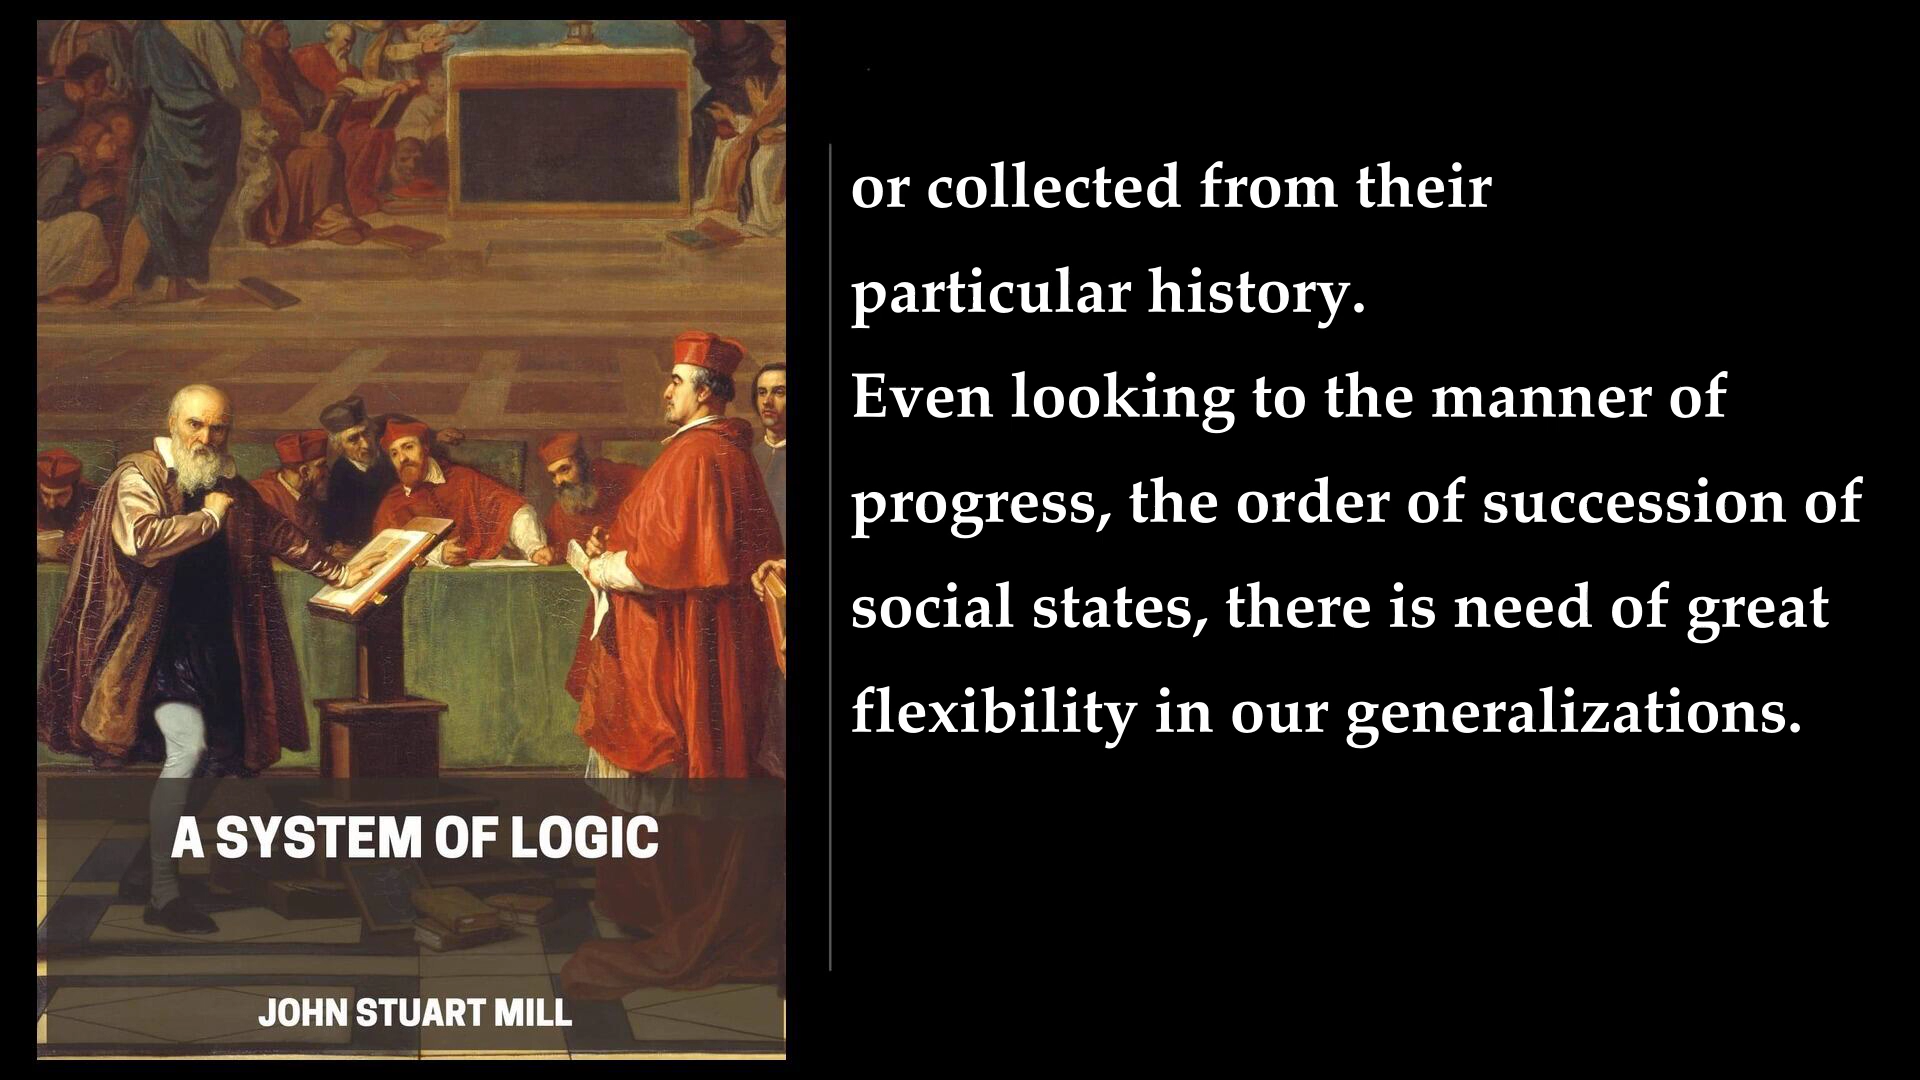 A SYSTEM OF LOGIC
JOHN STUART MILL
or collected from their
particular history.
Even looking to the manner of
progress, the order of succession of
social states, there is need of great
flexibility in our generalizations.